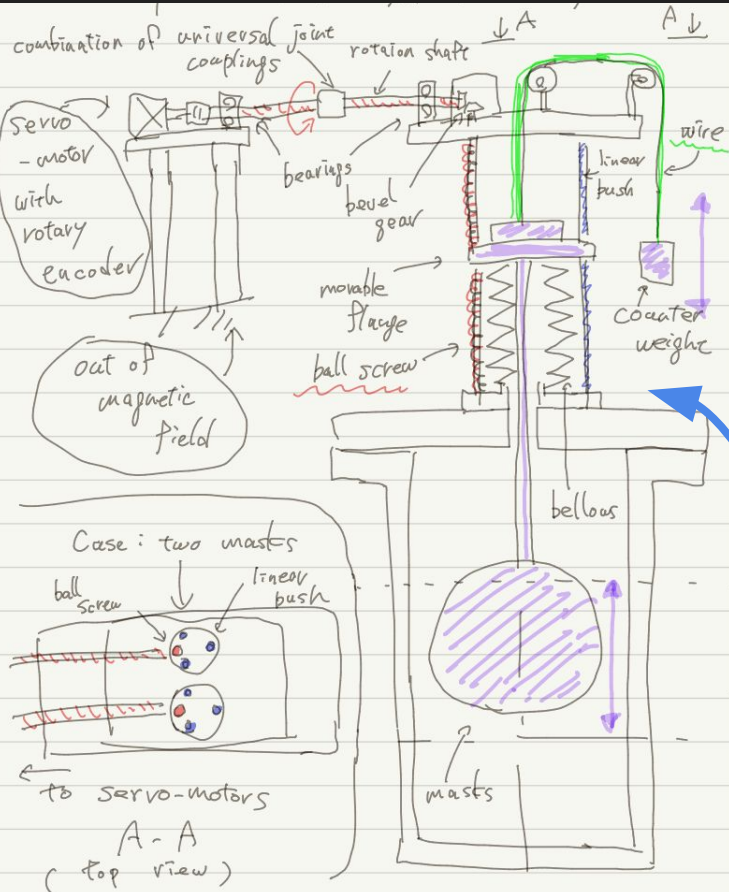 combination of universal joint
couplings
rotaion shaft
A
A
servo
-motor
with
rotary
encoder
bearings
bevel
gear
linear
bush
wire
movable
flange
counter
weight
ball screw
out of
magnetic
field
bellows
Case : two masks
ball
screw
linear
bush
masks
to servo-motors
A - A
( top view )